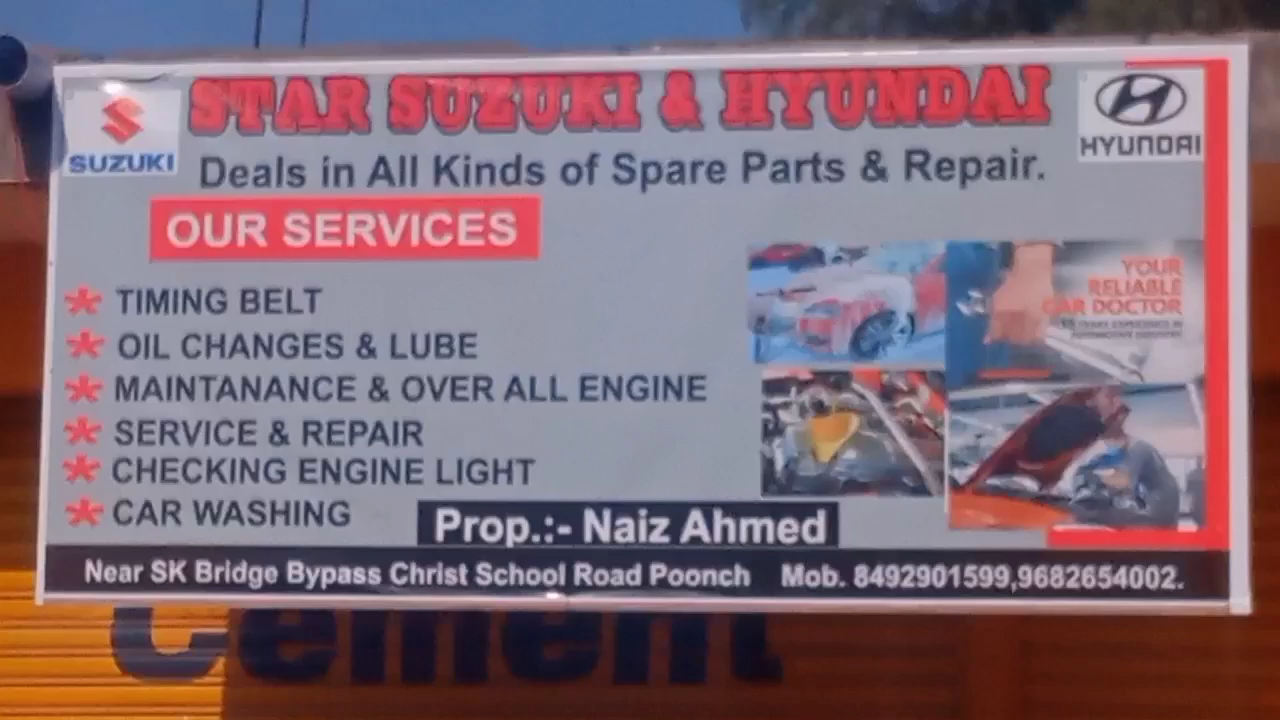 STAR SUZUKI & HYUNDAI
SUZUKI
HYUNDAI
Deals in All Kinds of Spare Parts & Repair.
OUR SERVICES
TIMING BELT
OIL CHANGES & LUBE
MAINTANANCE & OVER ALL ENGINE
SERVICE & REPAIR
CHECKING ENGINE LIGHT
CAR WASHING
YOUR
RELIABLE
CAR DOCTOR
Prop.:- Naiz Ahmed
Near SK Bridge Bypass Christ School Road Poonch Mob. 8492901599,9682654002.
Cement